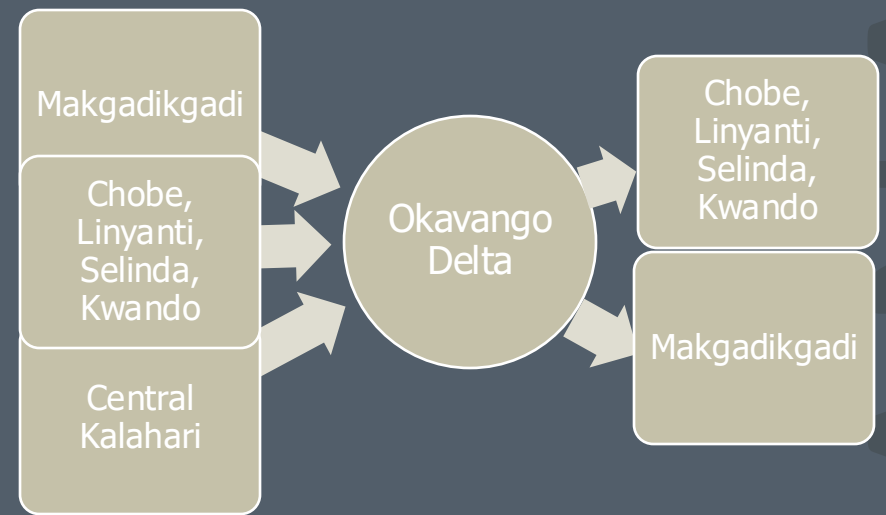 Makgadikgadi
Chobe,
Linyanti,
Selinda,
Kwando
Central
Kalahari
Okavango
Delta
Chobe,
Linyanti,
Selinda,
Kwando
Makgadikgadi